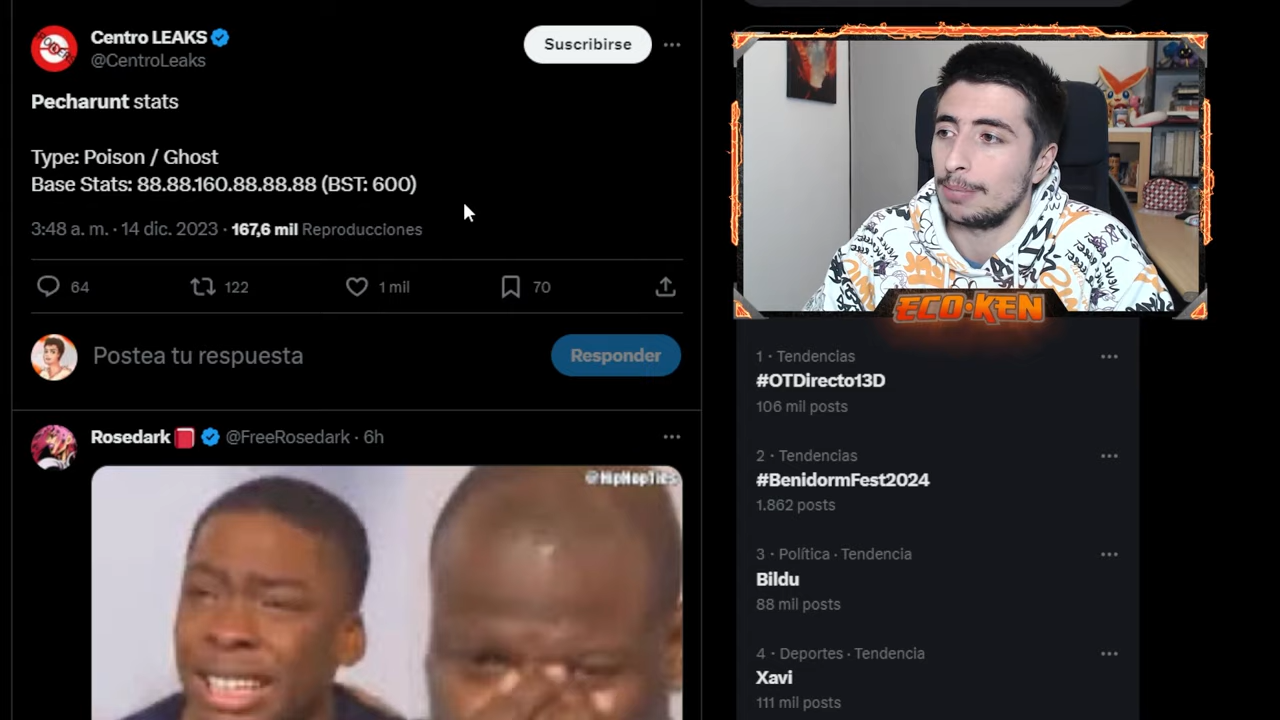 Centro LEAKS
@CentroLeaks
Suscribirse
Pecharunt stats
Type: Poison / Ghost
Base Stats: 88.88.160.88.88.88 (BST: 600)
3:48 a. m. · 14 dic. 2023 · 167,6 mil Reproducciones
64 122 1 mil 70
Postea tu respuesta
Responder
Rosedark @FreeRosedark · 6h
ECO·KEN
1 · Tendencias
#OTDirecto13D
106 mil posts
2 · Tendencias
#BenidormFest2024
1.862 posts
3 · Política · Tendencia
Bildu
88 mil posts
4 · Deportes · Tendencia
Xavi
111 mil posts